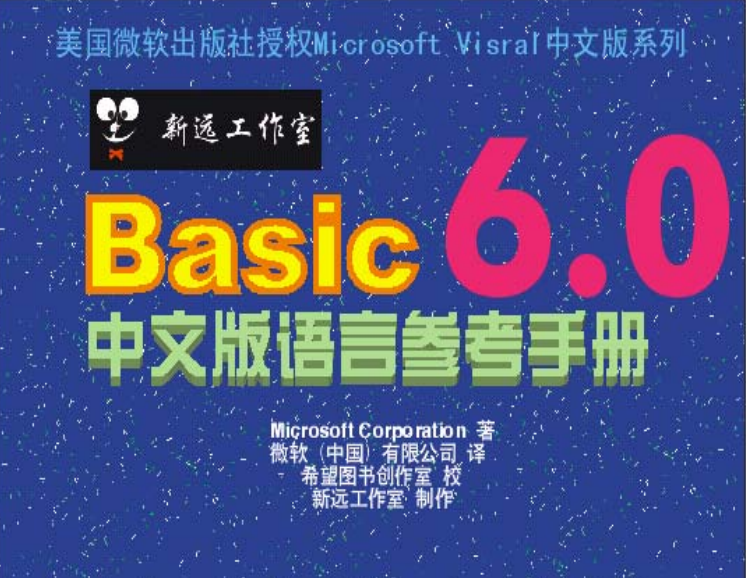 美国微软出版社授权Microsoft Visral中文版系列
新远工作室
Basic 6.0
中文版语言参考手册
Microsoft Corporation 著
微软（中国）有限公司 译
希望图书创作室 校
新远工作室 制作